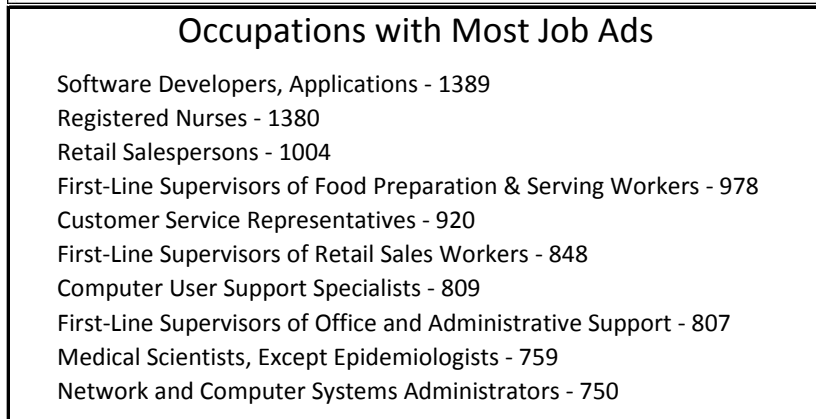 Occupations with Most Job Ads
Software Developers, Applications - 1389
Registered Nurses - 1380
Retail Salespersons - 1004
First-Line Supervisors of Food Preparation & Serving Workers - 978
Customer Service Representatives - 920
First-Line Supervisors of Retail Sales Workers - 848
Computer User Support Specialists - 809
First-Line Supervisors of Office and Administrative Support - 807
Medical Scientists, Except Epidemiologists - 759
Network and Computer Systems Administrators - 750